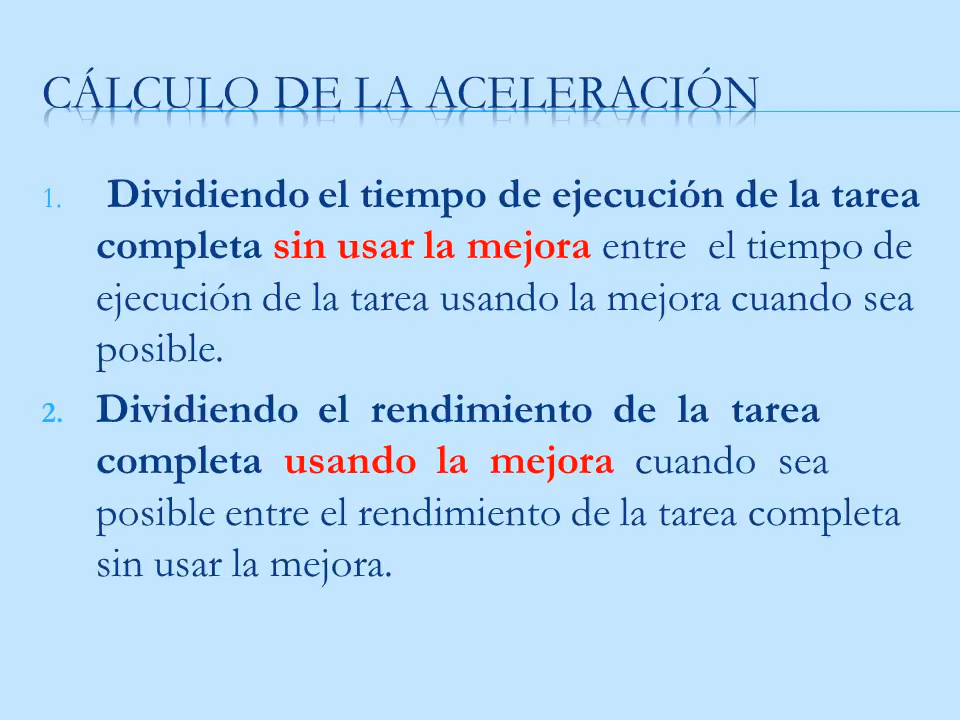 CÁLCULO DE LA ACELERACIÓN
1. Dividiendo el tiempo de ejecución de la tarea
completa sin usar la mejora entre el tiempo de
ejecución de la tarea usando la mejora cuando sea
posible.
2. Dividiendo el rendimiento de la tarea
completa usando la mejora cuando sea
posible entre el rendimiento de la tarea completa
sin usar la mejora.